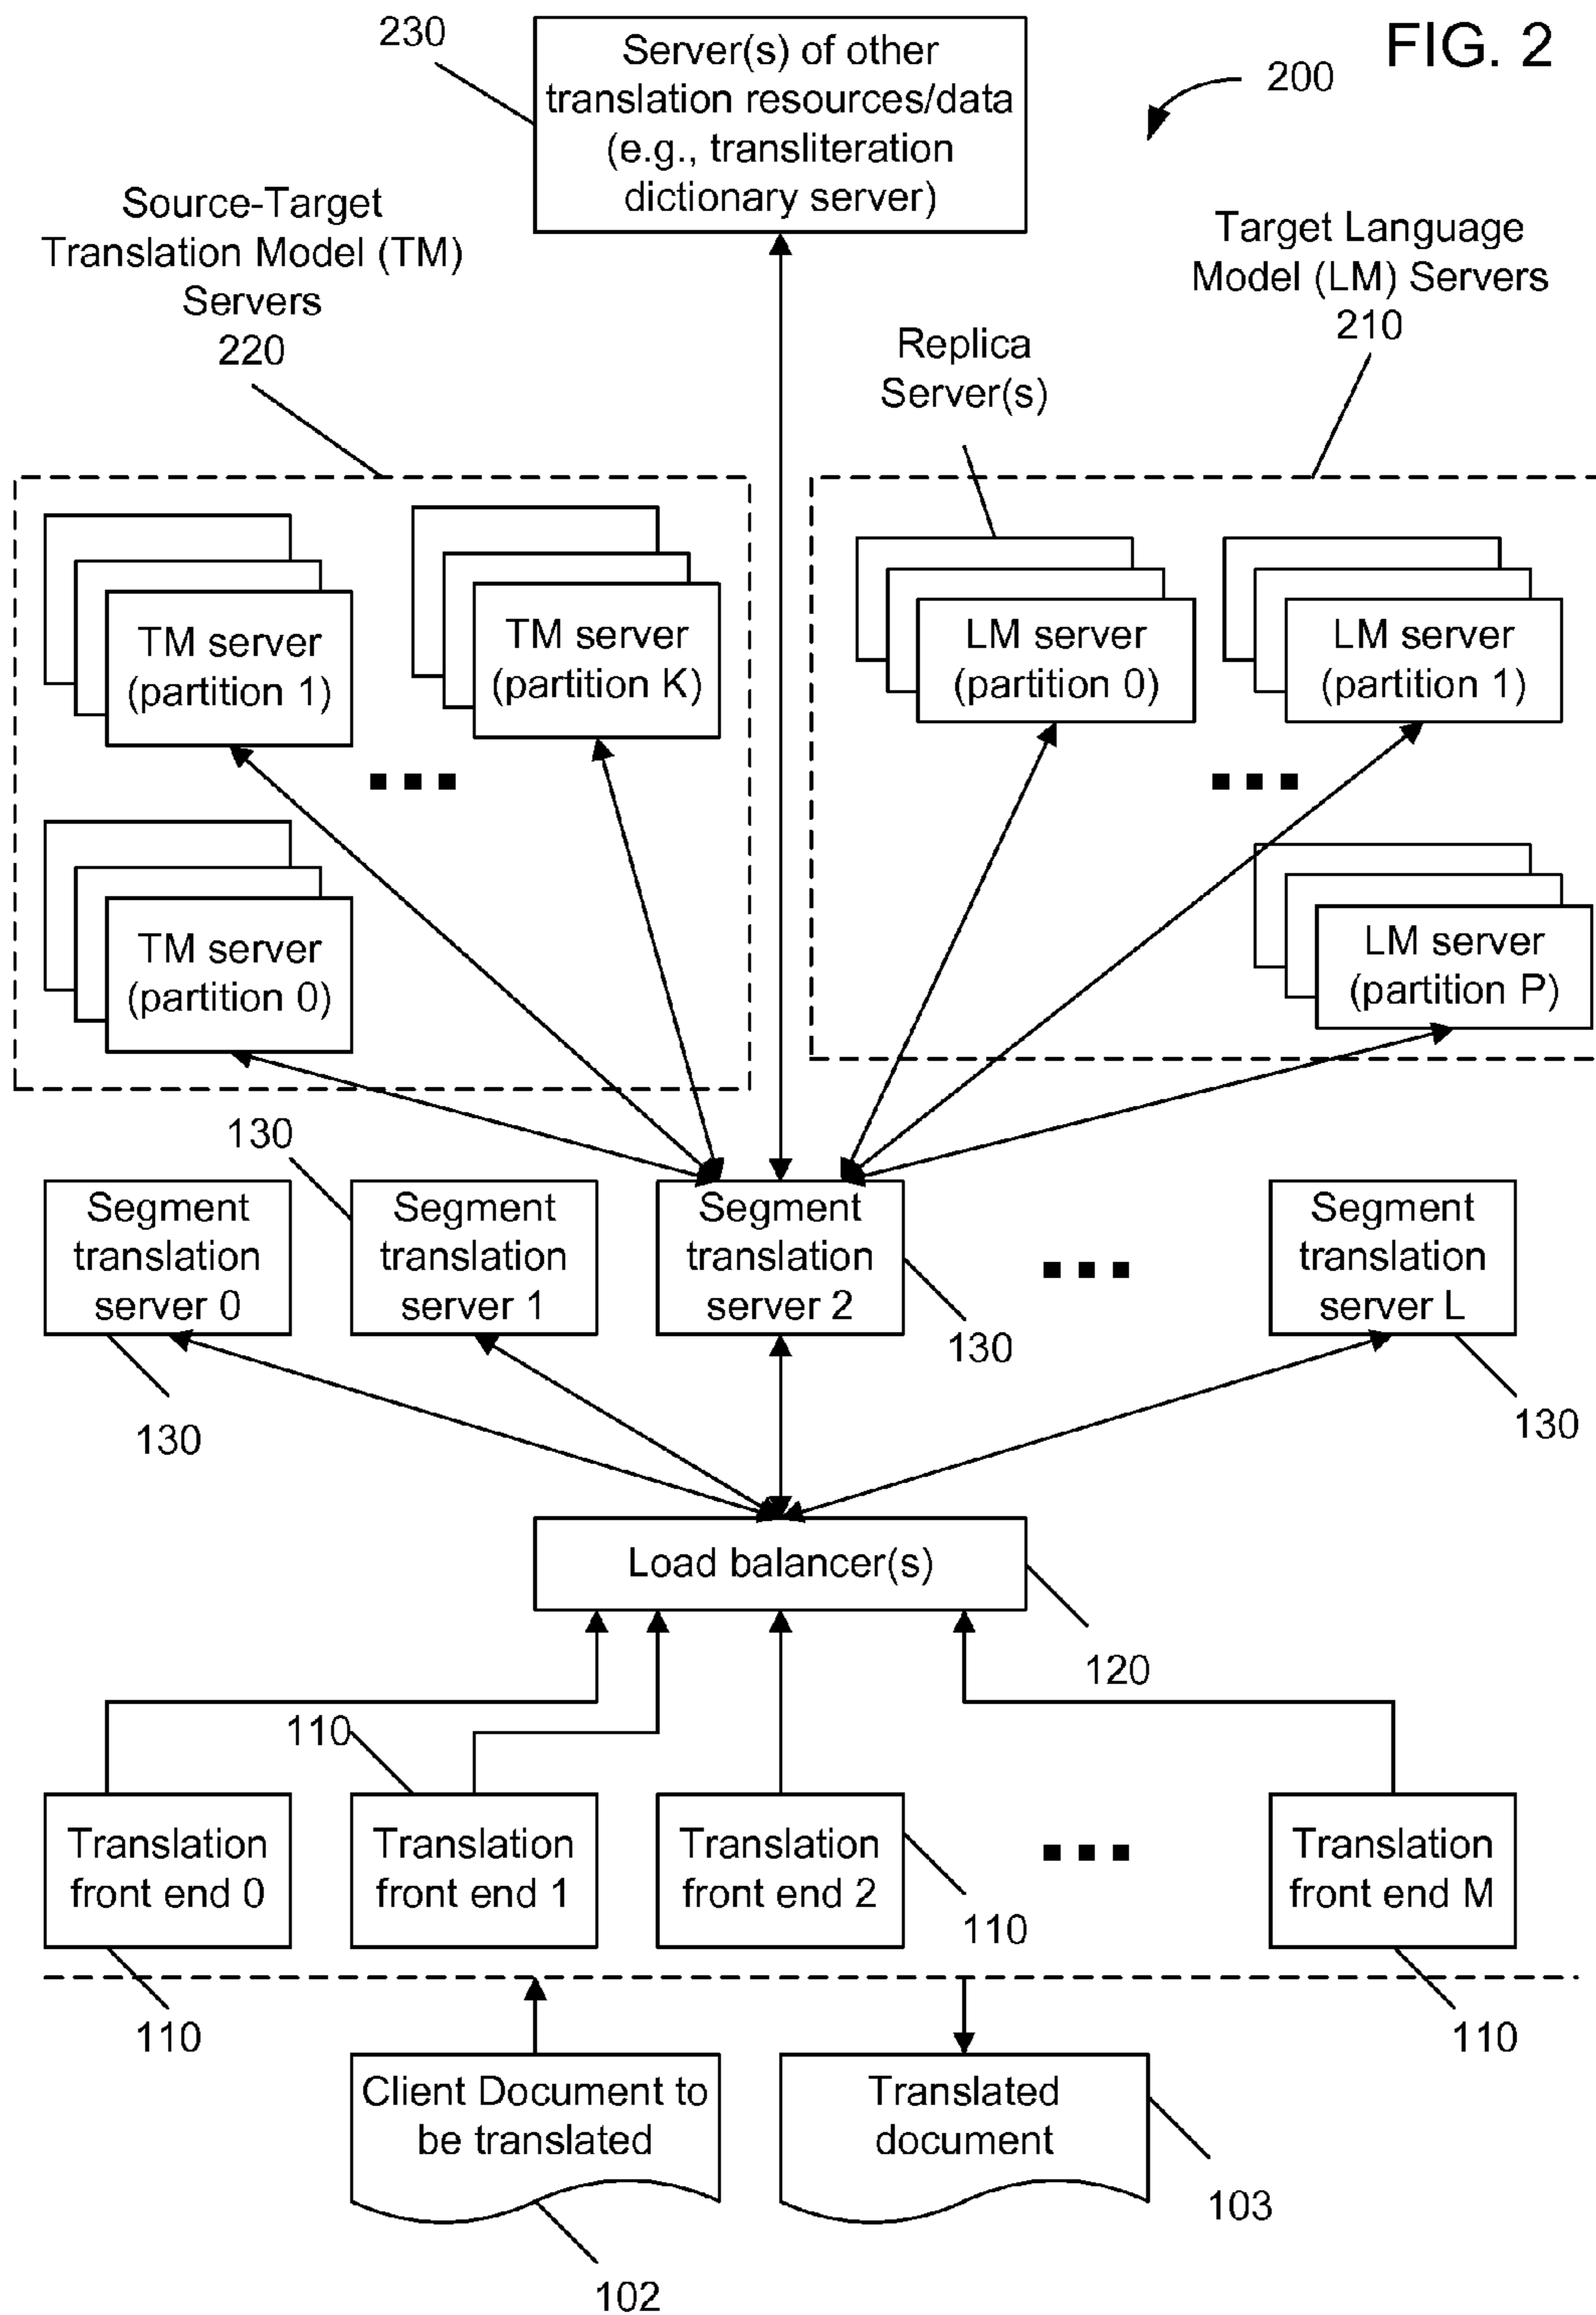 FIG. 2
200
230
Server(s) of other
translation resources/data
(e.g., transliteration
dictionary server)
Source-Target
Translation Model (TM)
Servers
220
Target Language
Model (LM) Servers
210
Replica
Server(s)
TM server
(partition 1)
TM server
(partition K)
LM server
(partition 0)
LM server
(partition 1)
TM server
(partition 0)
LM server
(partition P)
130
Segment
translation
server 0
Segment
translation
server 1
Segment
translation
server 2
Segment
translation
server L
130
130
130
Load balancer(s)
120
110
Translation
front end 0
Translation
front end 1
Translation
front end 2
Translation
front end M
110
110
110
Client Document to
be translated
Translated
document
103
102